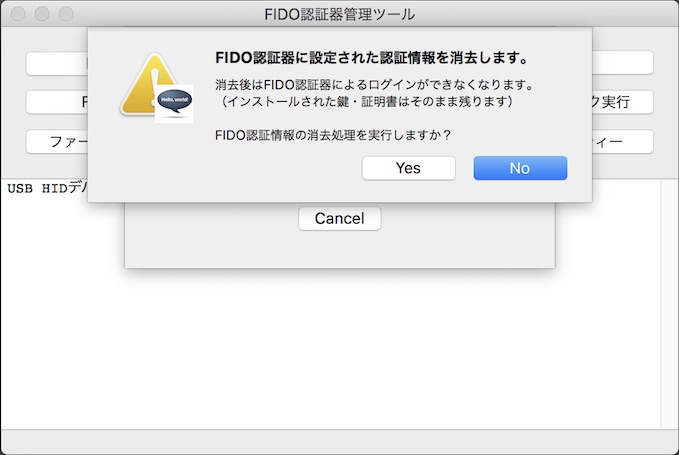 FIDO認証器管理ツール
FIDO認証器に設定された認証情報を消去します。
消去後はFIDO認証器によるログインができなくなります。
（インストールされた鍵・証明書はそのまま残ります）
FIDO認証情報の消去処理を実行しますか？
Hello, world!
Yes
No
ク実行
ファー
ィー
USB HIDデバ
Cancel